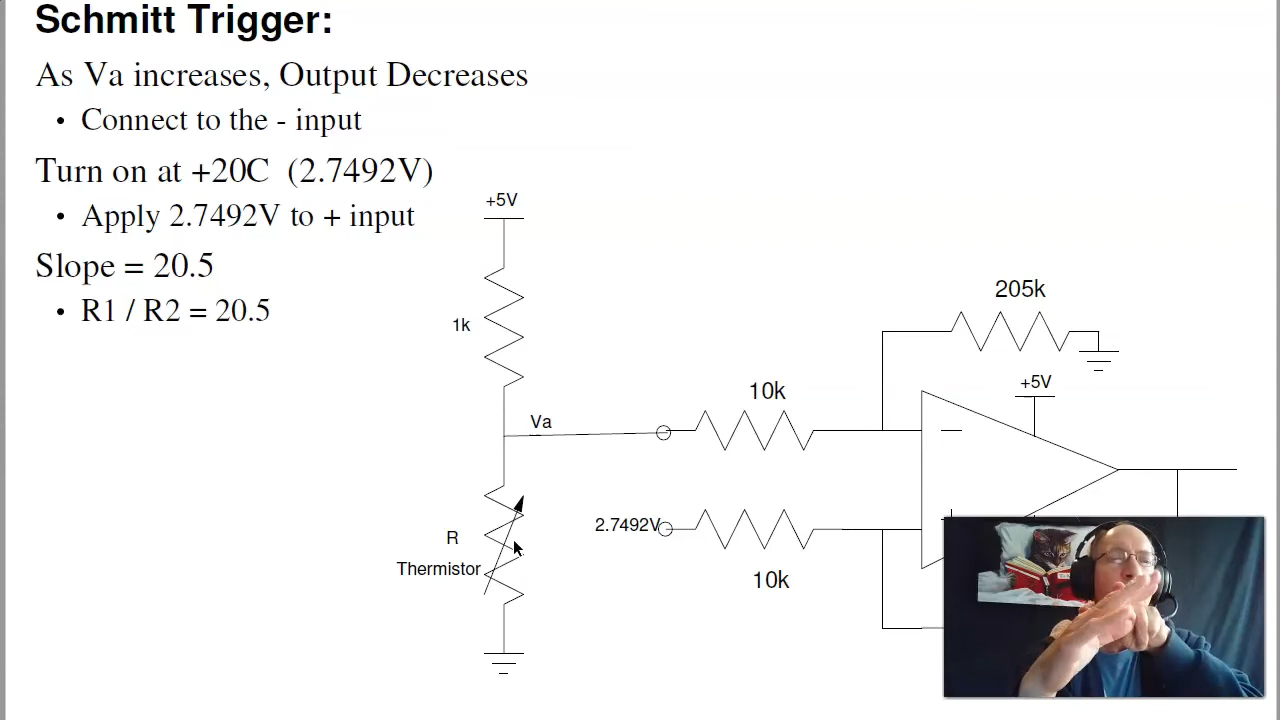 Schmitt Trigger:
As Va increases, Output Decreases
• Connect to the - input
Turn on at +20C (2.7492V)
• Apply 2.7492V to + input
Slope = 20.5
• R1 / R2 = 20.5
+5V
1k
Va
R
Thermistor
10k
205k
+5V
2.7492V
10k